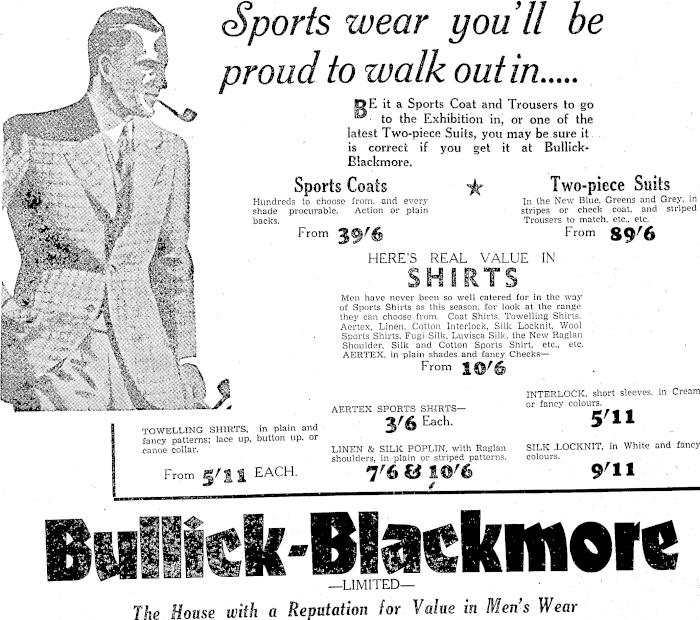 Sports wear you'll be
proud to walk out in.....
BE it a Sports Coat and Trousers to go
to the Exhibition in, or one of the
latest Two-piece Suits, you may be sure it
is correct if you get it at Bullick-
Blackmore.
Sports Coats
Hundreds to choose from, and every
shade procurable. Action or plain
backs.
From 39/6
Two-piece Suits
In the New Blue, Greens and Grey, in
stripes or check coat, and striped
Trousers to match, etc., etc.
From 89/6
HERE'S REAL VALUE IN
SHIRTS
Men have never been so well catered for in the way
of Sports Shirts as this season, for look at the range
they can choose from. Coat Shirts, Towelling Shirts,
Aertex, Linen, Cotton Interlock, Silk Locknit, Wool
Sports Shirts, Fugi Silk, Luvisca Silk, the New Raglan
Shoulder, Silk and Cotton Sports Shirt, etc., etc.
AERTEX, in plain shades and fancy Checks—
From 10/6
TOWELLING SHIRTS, in plain and
fancy patterns; lace up, button up, or
canoe collar.
From 5/11 EACH.
AERTEX SPORTS SHIRTS—
3/6 Each.
LINEN & SILK POPLIN, with Raglan
shoulders, in plain or striped patterns.
7/6 & 10/6
INTERLOCK, short sleeves, in Cream
or fancy colours.
5/11
SILK LOCKNIT, in White and fancy
colours.
9/11
Bullick-Blackmore
—LIMITED—
The House with a Reputation for Value in Men's Wear